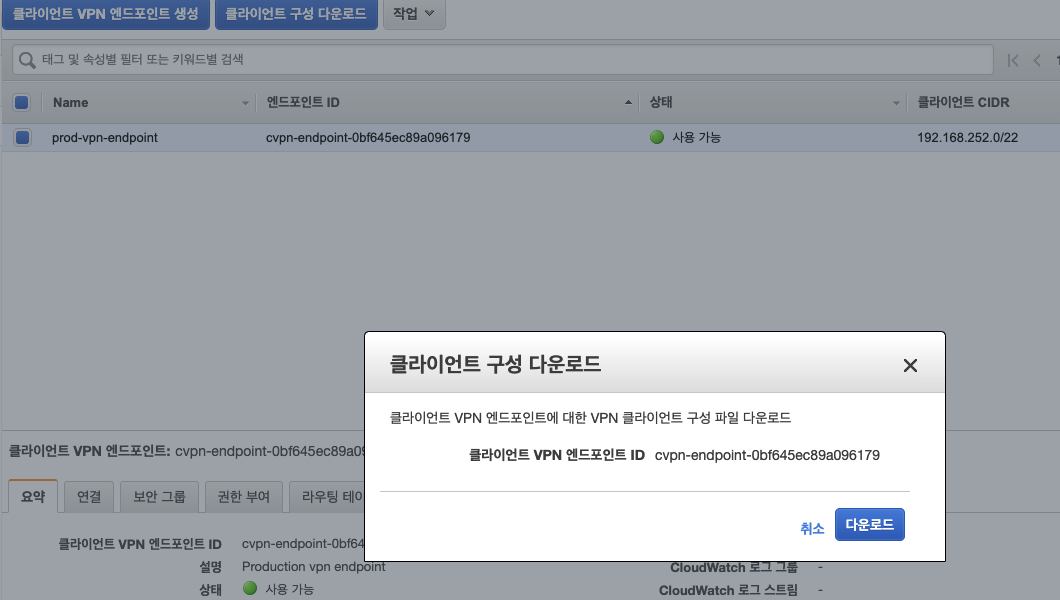 클라이언트 VPN 엔드포인트 생성 클라이언트 구성 다운로드 작업
태그 및 속성별 필터 또는 키워드별 검색
Name 엔드포인트 ID 상태 클라이언트 CIDR
prod-vpn-endpoint cvpn-endpoint-0bf645ec89a096179 사용 가능 192.168.252.0/22
클라이언트 구성 다운로드
클라이언트 VPN 엔드포인트에 대한 VPN 클라이언트 구성 파일 다운로드
클라이언트 VPN 엔드포인트 ID cvpn-endpoint-0bf645ec89a096179
취소 다운로드
클라이언트 VPN 엔드포인트: cvpn-endpoint-0bf645ec89a09
요약 연결 보안 그룹 권한 부여 라우팅 테이
클라이언트 VPN 엔드포인트 ID cvpn-endpoint-0bf64
설명 Production vpn endpoint CloudWatch 로그 그룹 -
상태 사용 가능 CloudWatch 로그 스트림 -